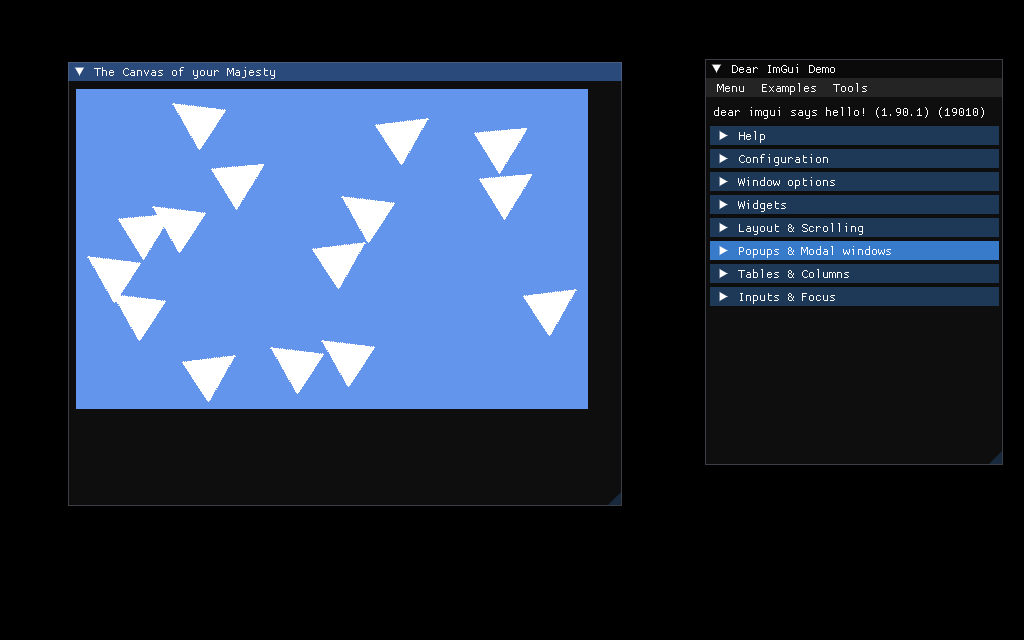 The Canvas of your Majesty
Dear ImGui Demo
Menu Examples Tools
dear imgui says hello! (1.90.1) (19010)
Help
Configuration
Window options
Widgets
Layout & Scrolling
Popups & Modal windows
Tables & Columns
Inputs & Focus